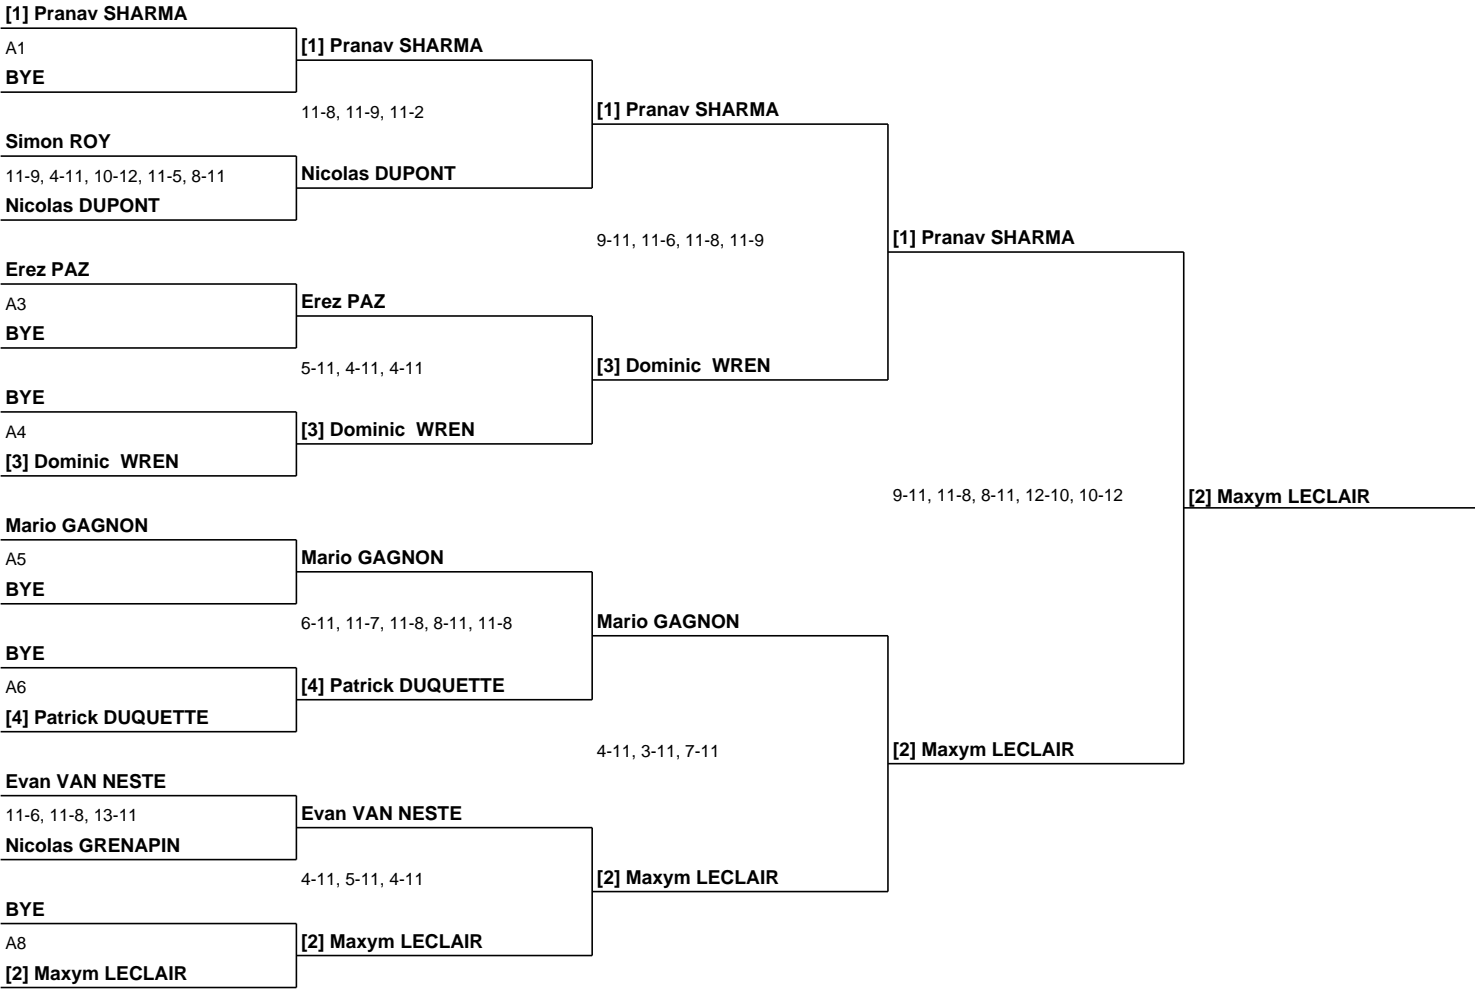 [1] Pranav SHARMA
A1
BYE
Simon ROY
11-9, 4-11, 10-12, 11-5, 8-11
Nicolas DUPONT
Erez PAZ
A3
BYE
BYE
A4
[3] Dominic  WREN
Mario GAGNON
A5
BYE
BYE
A6
[4] Patrick DUQUETTE
Evan VAN NESTE
11-6, 11-8, 13-11
Nicolas GRENAPIN
BYE
A8
[2] Maxym LECLAIR
[1] Pranav SHARMA
11-8, 11-9, 11-2
Nicolas DUPONT
Erez PAZ
5-11, 4-11, 4-11
[3] Dominic  WREN
Mario GAGNON
6-11, 11-7, 11-8, 8-11, 11-8
[4] Patrick DUQUETTE
Evan VAN NESTE
4-11, 5-11, 4-11
[2] Maxym LECLAIR
[1] Pranav SHARMA
9-11, 11-6, 11-8, 11-9
[3] Dominic  WREN
Mario GAGNON
4-11, 3-11, 7-11
[2] Maxym LECLAIR
[1] Pranav SHARMA
9-11, 11-8, 8-11, 12-10, 10-12
[2] Maxym LECLAIR
[2] Maxym LECLAIR